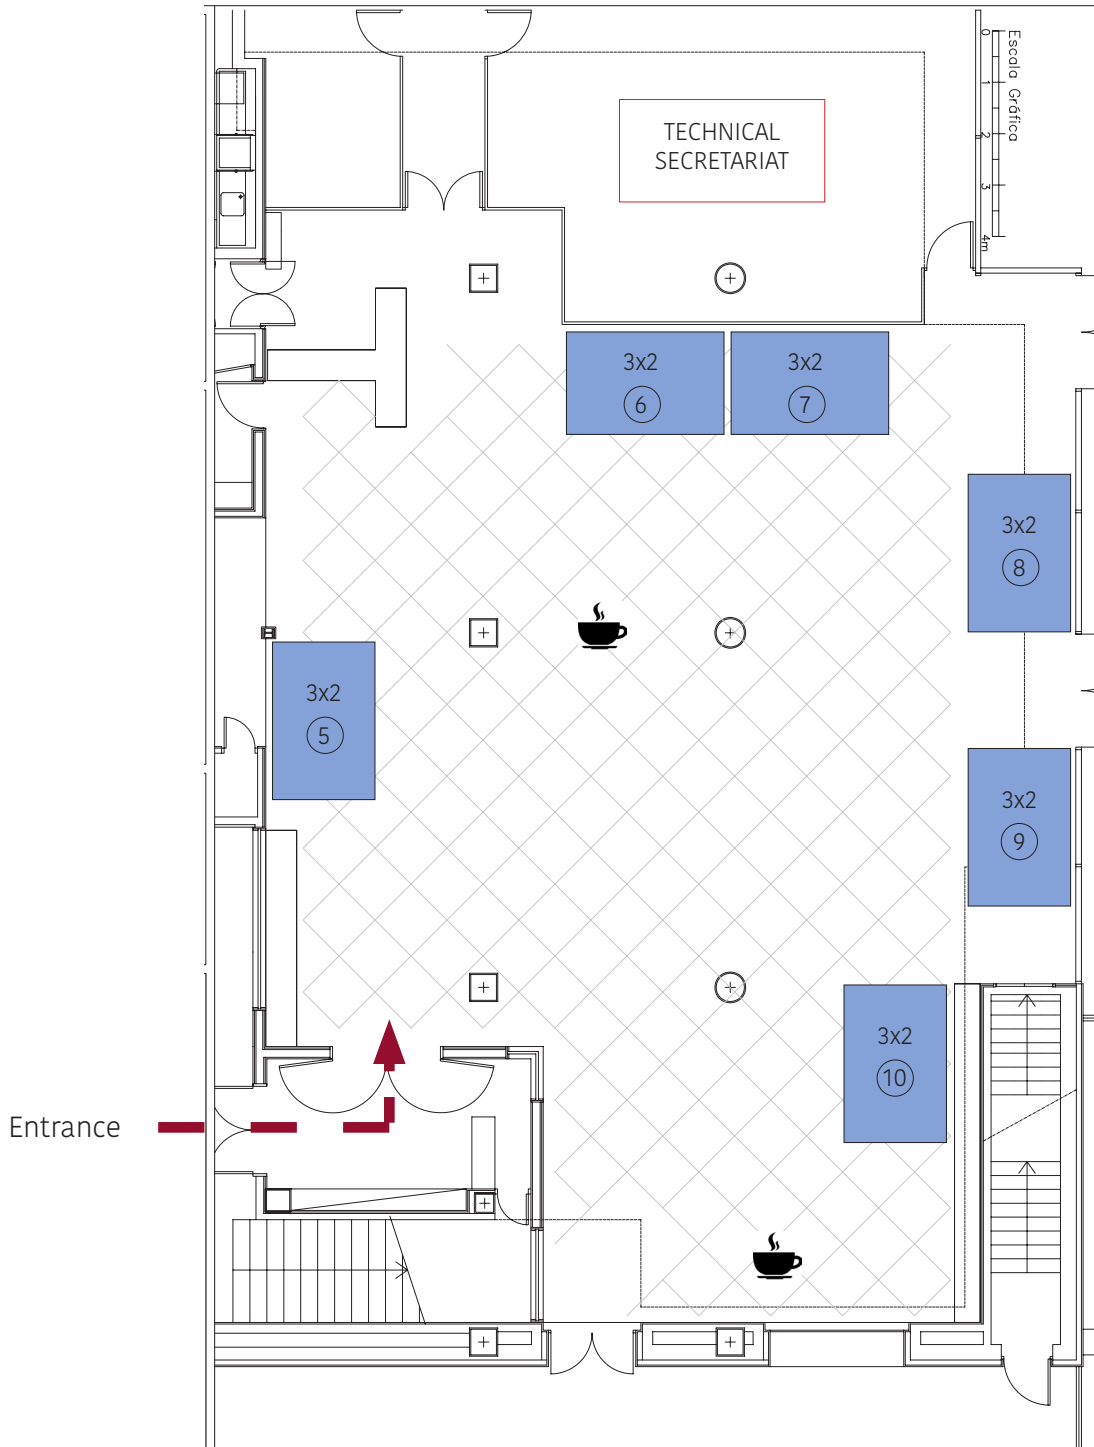 Escala Gráfica
0
1
2
3
4m
TECHNICAL
SECRETARIAT
3x2
6
3x2
7
3x2
8
3x2
5
3x2
9
3x2
10
Entrance